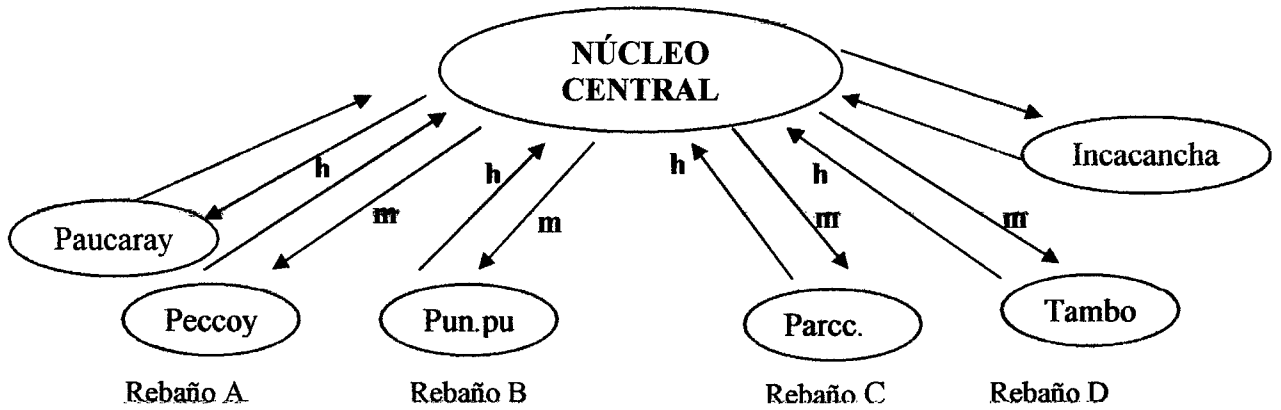 NÚCLEO
CENTRAL
Incacancha
h
h
h
h
m
m
m
m
Paucaray
Peccoy
Pun.pu
Parcc.
Tambo
Rebaño A
Rebaño B
Rebaño C
Rebaño D